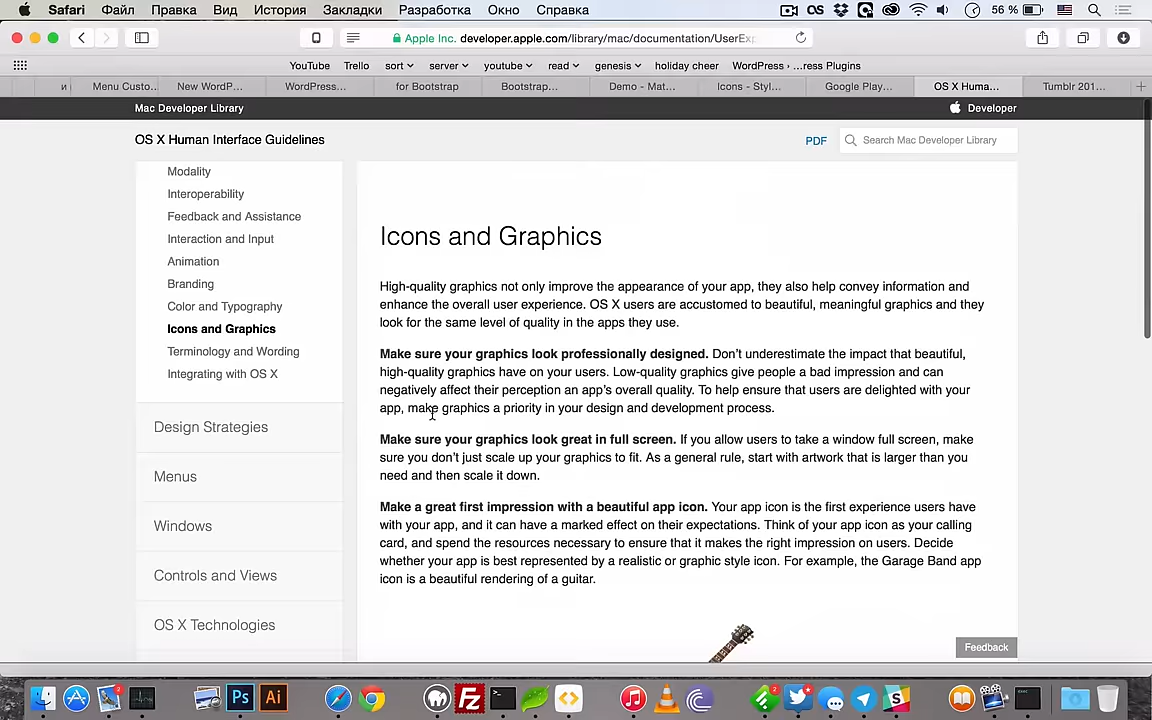 Safari Файл Правка Вид История Закладки Разработка Окно Справка 56 %
Apple Inc. developer.apple.com/library/mac/documentation/UserExp
YouTube Trello sort server youtube read genesis holiday cheer WordPress › ...ress Plugins
и Menu Custo... New WordP... WordPress... for Bootstrap Bootstrap... Demo - Mat... Icons - Styl... Google Play... OS X Huma... Tumblr 201...
Mac Developer Library Developer
OS X Human Interface Guidelines PDF Search Mac Developer Library
Modality
Interoperability
Feedback and Assistance
Interaction and Input
Animation
Branding
Color and Typography
Icons and Graphics
Terminology and Wording
Integrating with OS X
Design Strategies
Menus
Windows
Controls and Views
OS X Technologies
Icons and Graphics
High-quality graphics not only improve the appearance of your app, they also help convey information and
enhance the overall user experience. OS X users are accustomed to beautiful, meaningful graphics and they
look for the same level of quality in the apps they use.
Make sure your graphics look professionally designed. Don't underestimate the impact that beautiful,
high-quality graphics have on your users. Low-quality graphics give people a bad impression and can
negatively affect their perception an app's overall quality. To help ensure that users are delighted with your
app, make graphics a priority in your design and development process.
Make sure your graphics look great in full screen. If you allow users to take a window full screen, make
sure you don't just scale up your graphics to fit. As a general rule, start with artwork that is larger than you
need and then scale it down.
Make a great first impression with a beautiful app icon. Your app icon is the first experience users have
with your app, and it can have a marked effect on their expectations. Think of your app icon as your calling
card, and spend the resources necessary to ensure that it makes the right impression on users. Decide
whether your app is best represented by a realistic or graphic style icon. For example, the Garage Band app
icon is a beautiful rendering of a guitar.
Feedback
Ps Ai Fz